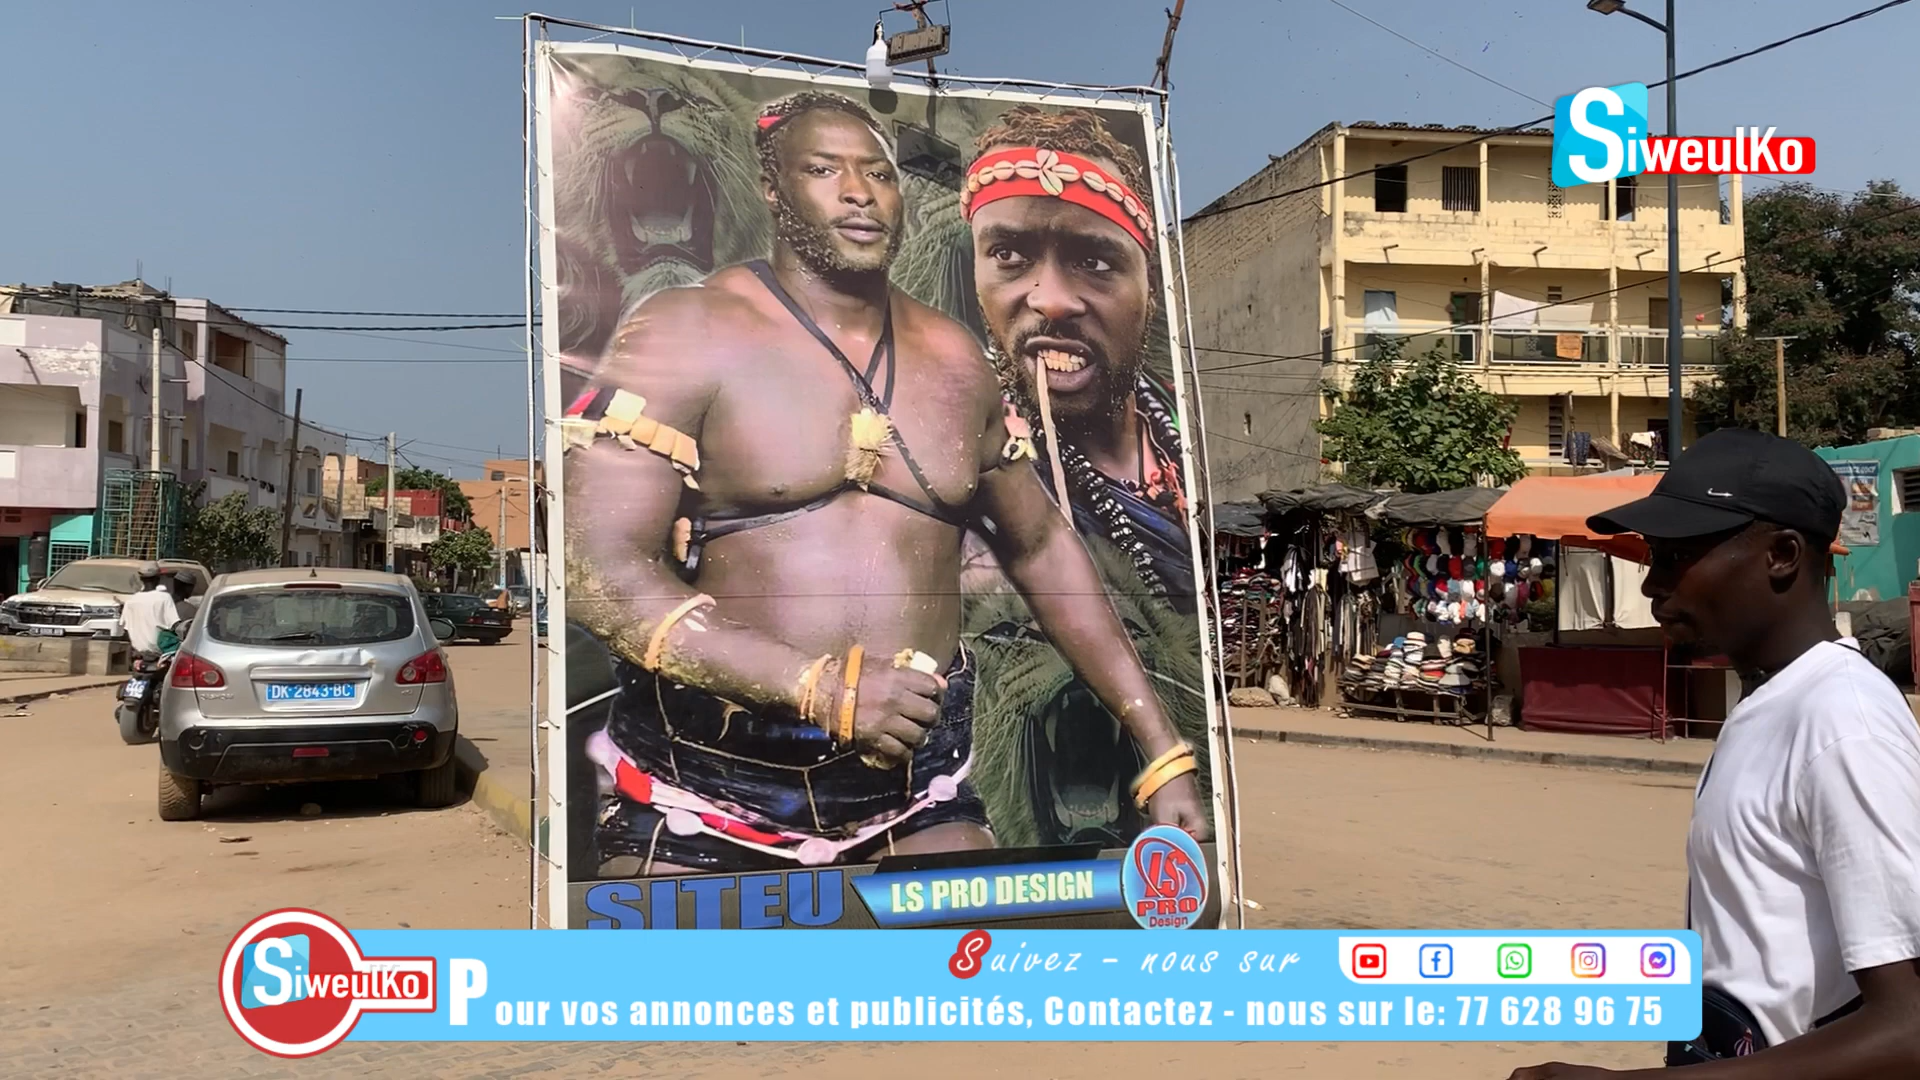 SiweulKo
DK-2843-BC
SITEU
LS PRO DESIGN
LS
PRO
Design
Suivez - nous sur
SiweulKo
Pour vos annonces et publicités, Contactez - nous sur le: 77 628 96 75